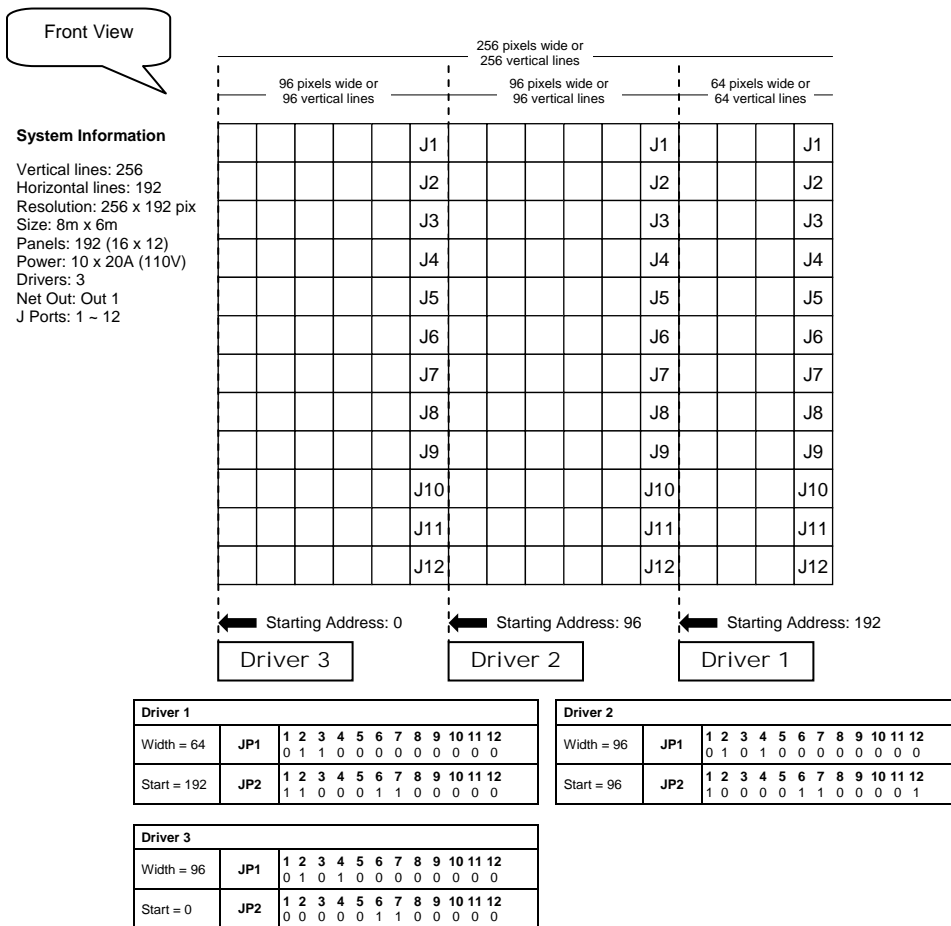 Front View
256 pixels wide or
256 vertical lines
96 pixels wide or
96 vertical lines
96 pixels wide or
96 vertical lines
64 pixels wide or
64 vertical lines
System Information
Vertical lines: 256
Horizontal lines: 192
Resolution: 256 x 192 pix
Size: 8m x 6m
Panels: 192 (16 x 12)
Power: 10 x 20A (110V)
Drivers: 3
Net Out: Out 1
J Ports: 1 ~ 12
J1 J1 J1
J2 J2 J2
J3 J3 J3
J4 J4 J4
J5 J5 J5
J6 J6 J6
J7 J7 J7
J8 J8 J8
J9 J9 J9
J10 J10 J10
J11 J11 J11
J12 J12 J12
Starting Address: 0 Starting Address: 96 Starting Address: 192
Driver 3 Driver 2 Driver 1
Driver 1
Width = 64 JP1 1 2 3 4 5 6 7 8 9 10 11 12
0 1 1 0 0 0 0 0 0 0 0 0
Start = 192 JP2 1 2 3 4 5 6 7 8 9 10 11 12
1 1 0 0 0 1 1 0 0 0 0 0
Driver 2
Width = 96 JP1 1 2 3 4 5 6 7 8 9 10 11 12
0 1 0 1 0 0 0 0 0 0 0 0
Start = 96 JP2 1 2 3 4 5 6 7 8 9 10 11 12
1 0 0 0 0 1 1 0 0 0 0 1
Driver 3
Width = 96 JP1 1 2 3 4 5 6 7 8 9 10 11 12
0 1 0 1 0 0 0 0 0 0 0 0
Start = 0 JP2 1 2 3 4 5 6 7 8 9 10 11 12
0 0 0 0 0 1 1 0 0 0 0 0